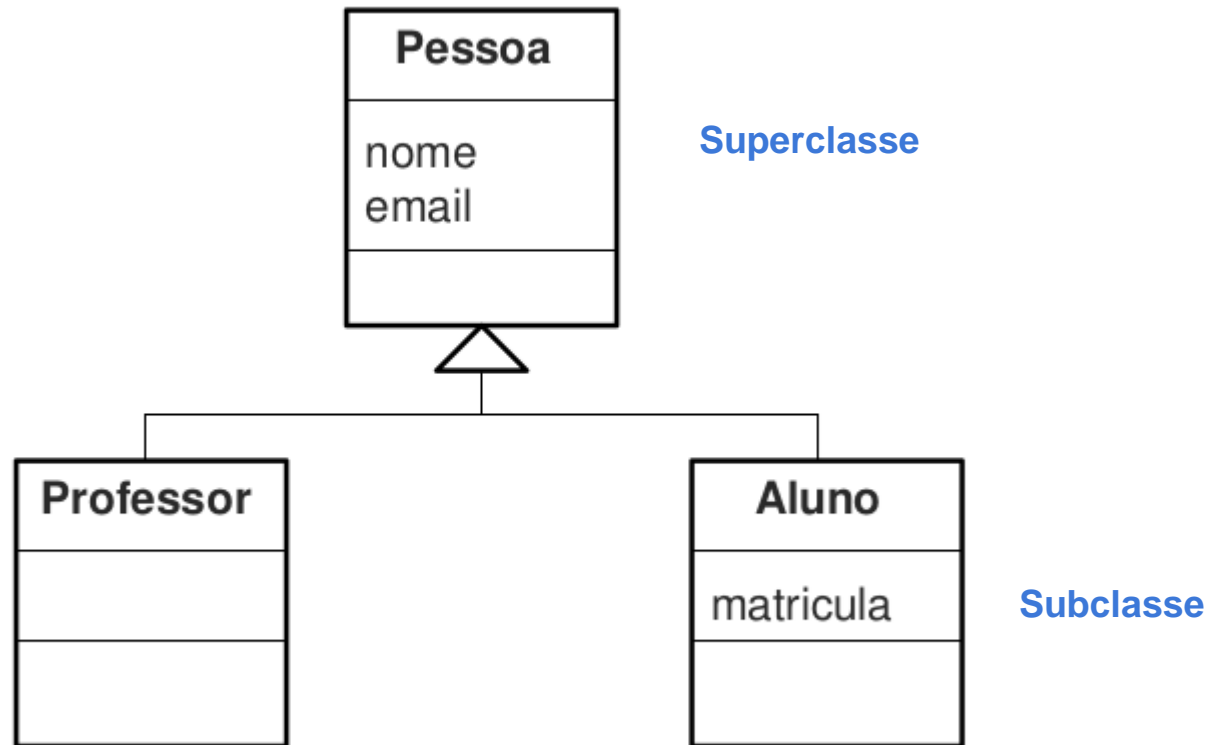 Pessoa
nome
email
Superclasse
Professor
Aluno
matricula
Subclasse